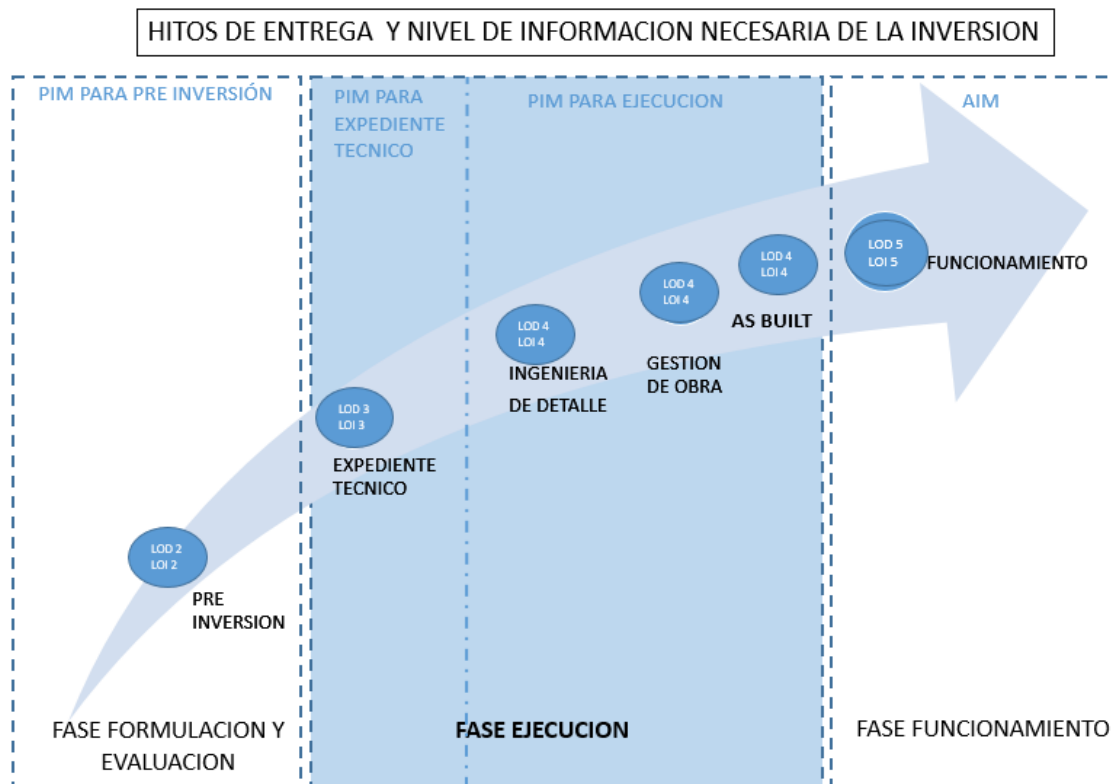 HITOS DE ENTREGA Y NIVEL DE INFORMACION NECESARIA DE LA INVERSION
PIM PARA PRE INVERSIÓN
PIM PARA
EXPEDIENTE
TECNICO
PIM PARA EJECUCION
AIM
LOD 2
LOI 2
PRE
INVERSION
LOD 3
LOI 3
EXPEDIENTE
TECNICO
LOD 4
LOI 4
INGENIERIA
DE DETALLE
LOD 4
LOI 4
GESTION
DE OBRA
LOD 4
LOI 4
AS BUILT
LOD 5
LOI 5
FUNCIONAMIENTO
FASE FORMULACION Y
EVALUACION
FASE EJECUCION
FASE FUNCIONAMIENTO